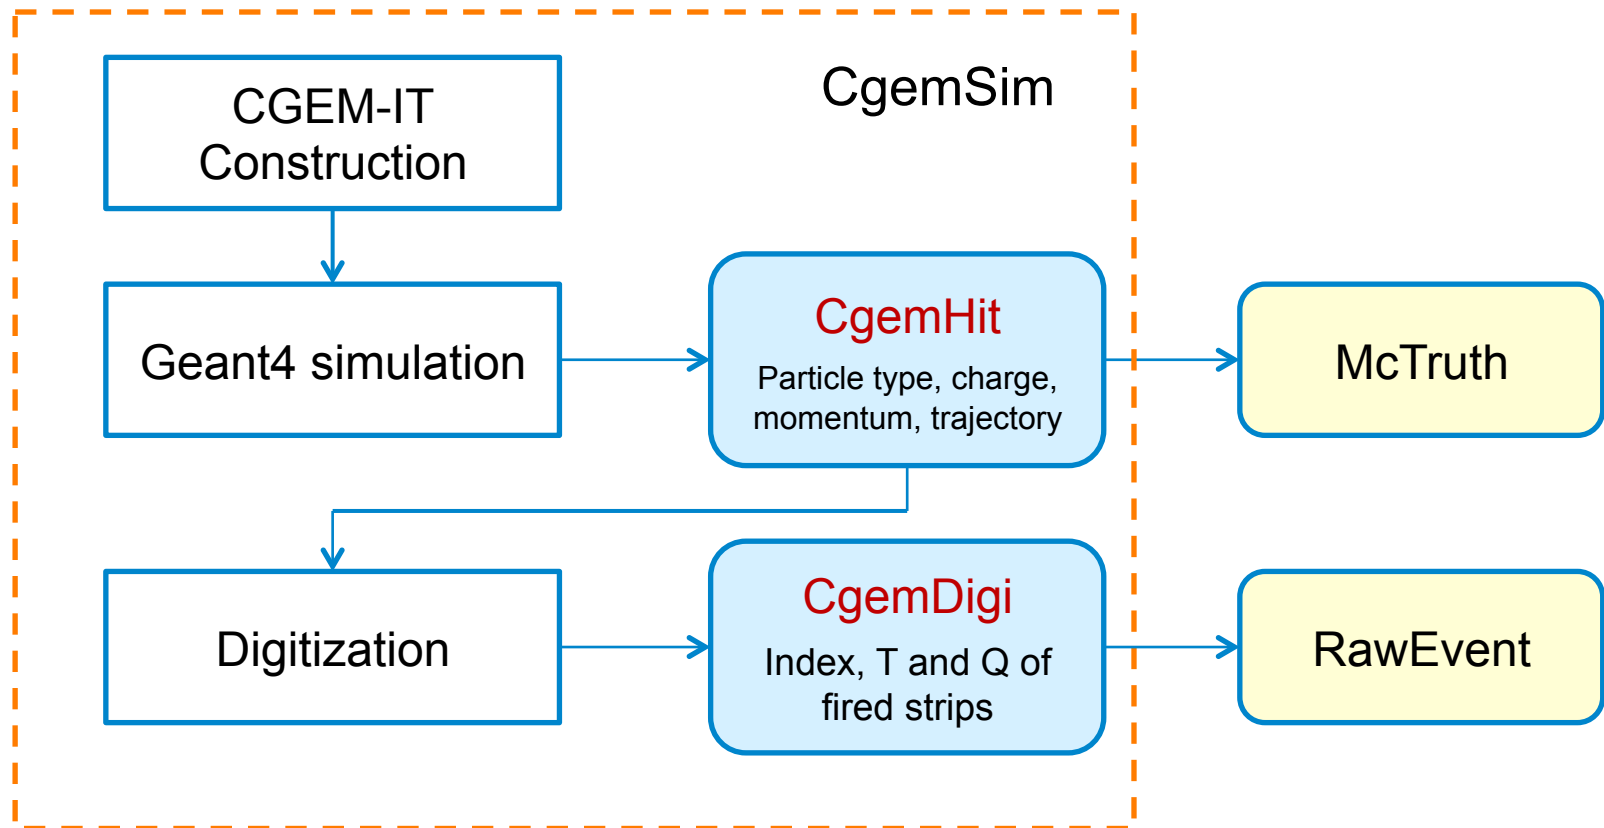 CgemSim
CGEM-IT
Construction
Geant4 simulation
CgemHit
Particle type, charge,
momentum, trajectory
McTruth
Digitization
CgemDigi
Index, T and Q of
fired strips
RawEvent